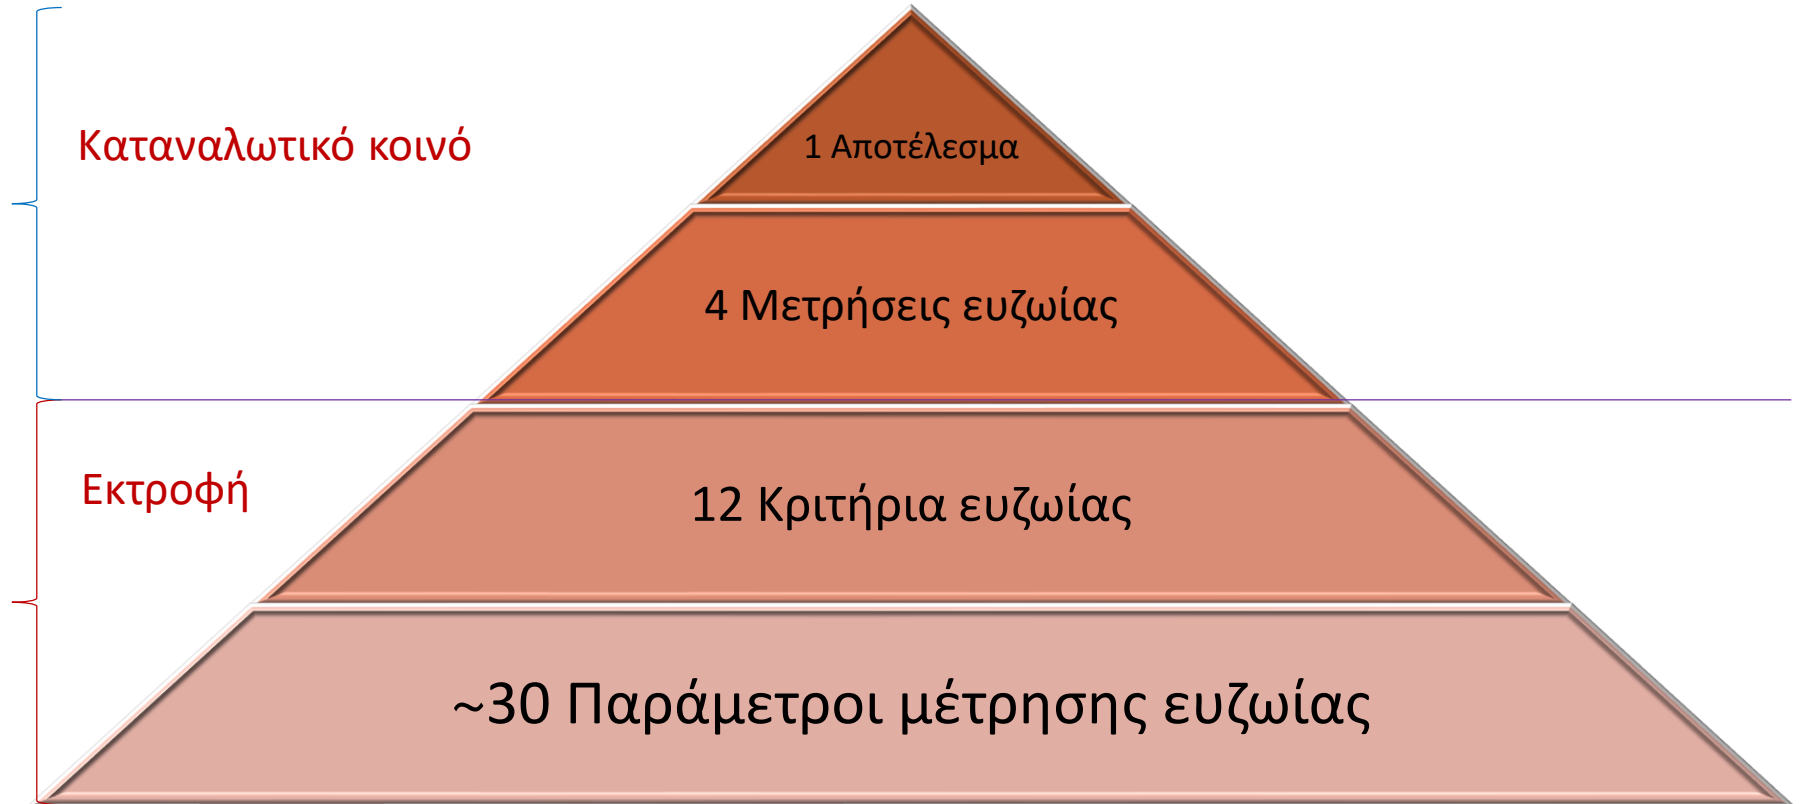 Καταναλωτικό κοινό
1 Αποτέλεσμα
4 Μετρήσεις ευζωίας
Εκτροφή
12 Κριτήρια ευζωίας
~30 Παράμετροι μέτρησης ευζωίας